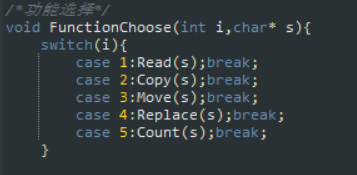 /*功能选择*/
void FunctionChoose(int i,char* s){
    switch(i){
        case 1:Read(s);break;
        case 2:Copy(s);break;
        case 3:Move(s);break;
        case 4:Replace(s);break;
        case 5:Count(s);break;
    }